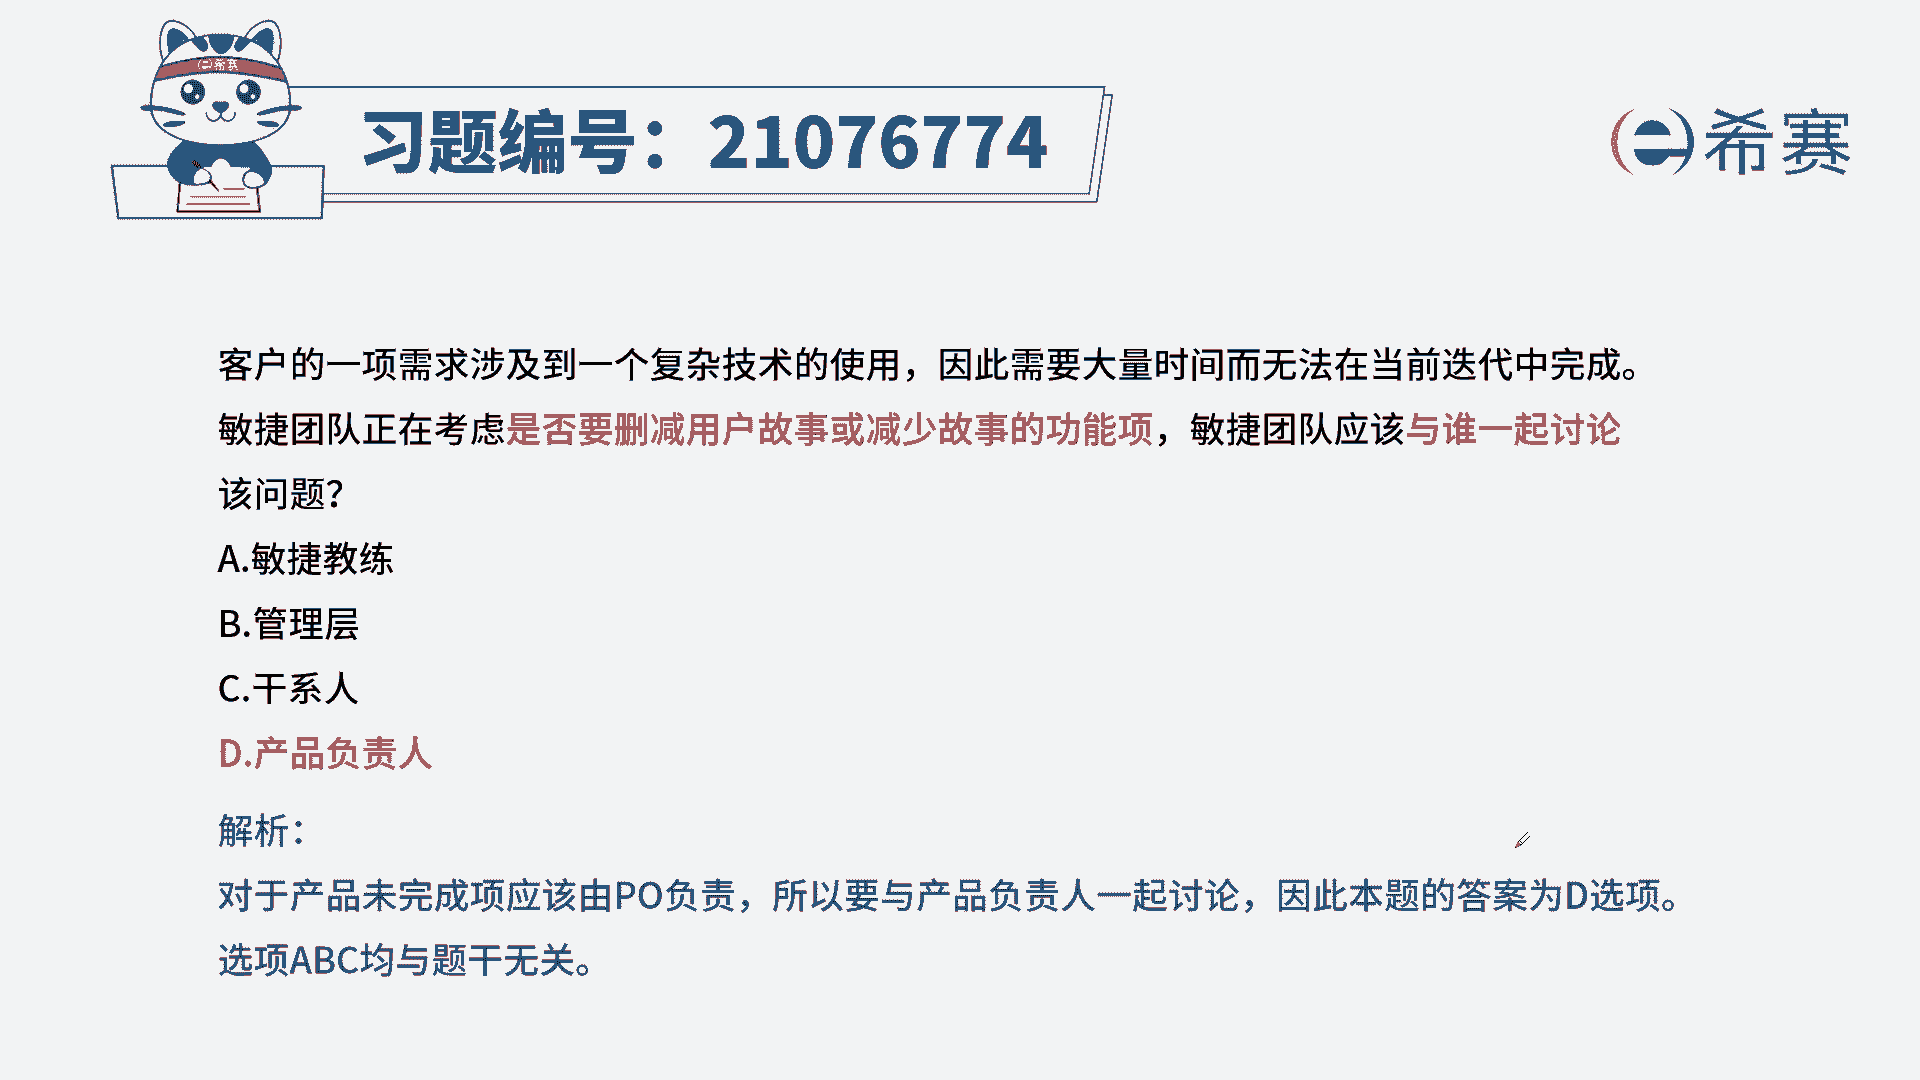 希赛
习题编号：21076774
希赛
客户的一项需求涉及到一个复杂技术的使用，因此需要大量时间而无法在当前迭代中完成。
敏捷团队正在考虑是否要删减用户故事或减少故事的功能项，敏捷团队应该与谁一起讨论
该问题？
A.敏捷教练
B.管理层
C.干系人
D.产品负责人
解析：
对于产品未完成项应该由PO负责，所以要与产品负责人一起讨论，因此本题的答案为D选项。
选项ABC均与题干无关。